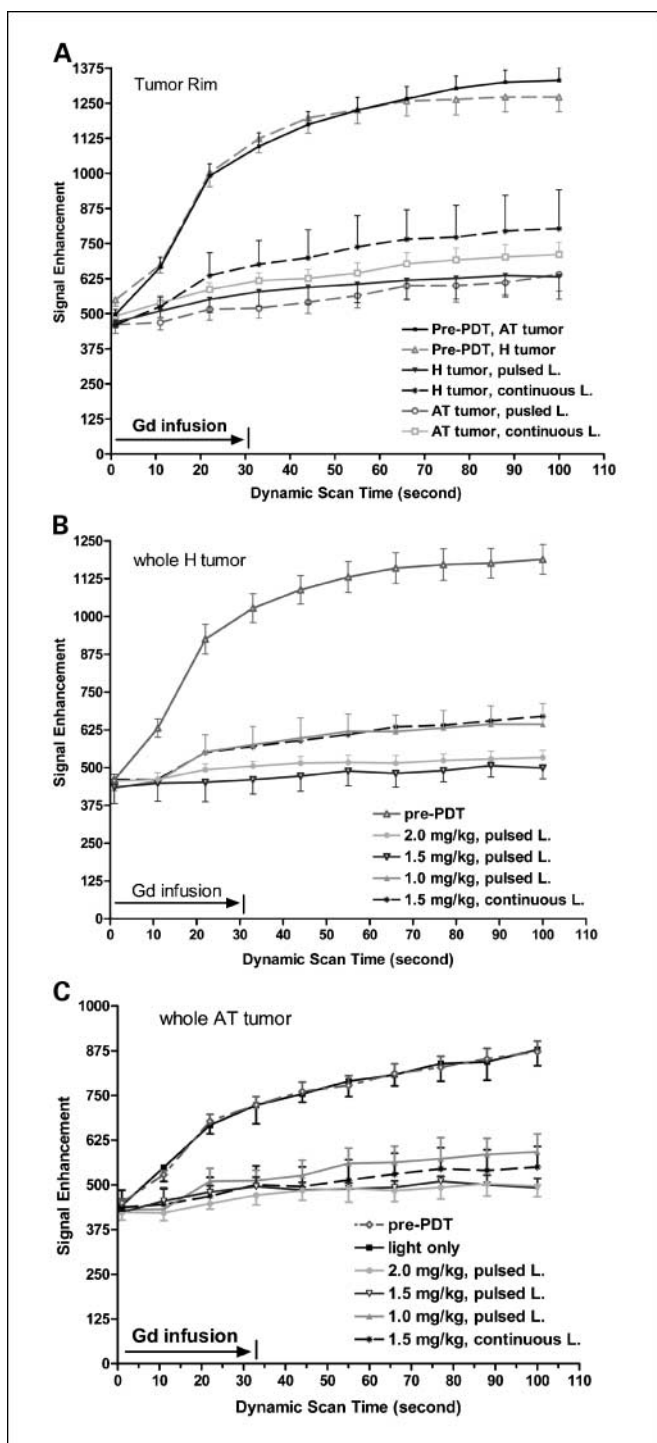 A
Tumor Rim
1375
1250
1125
1000
875
750
625
500
375
250
125
0
Signal Enhancement
Pre-PDT, AT tumor
Pre-PDT, H tumor
H tumor, pulsed L.
H tumor, continuous L.
AT tumor, pusled L.
AT tumor, continuous L.
Gd infusion
0 10 20 30 40 50 60 70 80 90 100 110
Dynamic Scan Time (second)
B
whole H tumor
1250
1125
1000
875
750
625
500
375
250
125
0
Signal Enhancement
pre-PDT
2.0 mg/kg, pulsed L.
1.5 mg/kg, pulsed L.
1.0 mg/kg, pulsed L.
1.5 mg/kg, continuous L.
Gd infusion
0 10 20 30 40 50 60 70 80 90 100 110
Dynamic Scan Time (second)
C
whole AT tumor
1000
875
750
625
500
375
250
125
0
Signal Enhancement
pre-PDT
light only
2.0 mg/kg, pulsed L.
1.5 mg/kg, pulsed L.
1.0 mg/kg, pulsed L.
1.5 mg/kg, continuous L.
Gd infusion
0 10 20 30 40 50 60 70 80 90 100 110
Dynamic Scan Time (second)